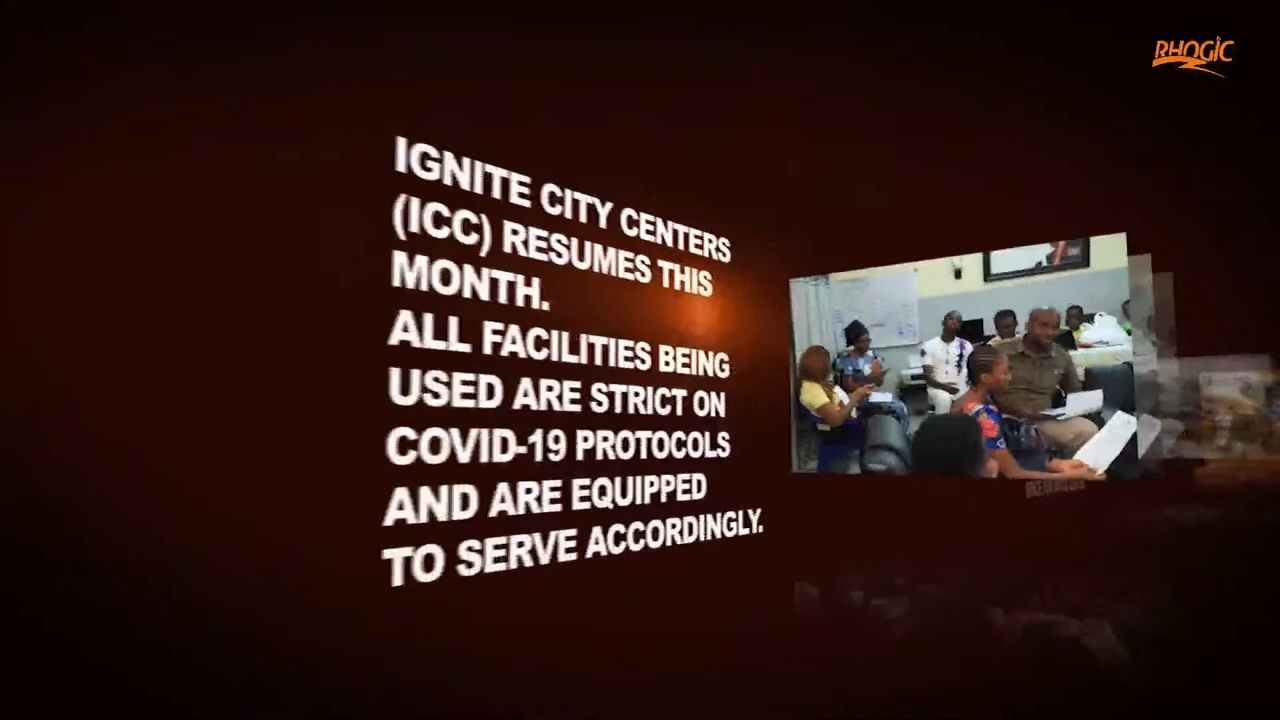 RHOGIC
IGNITE CITY CENTERS
(ICC) RESUMES THIS
MONTH.
ALL FACILITIES BEING
USED ARE STRICT ON
COVID-19 PROTOCOLS
AND ARE EQUIPPED
TO SERVE ACCORDINGLY.